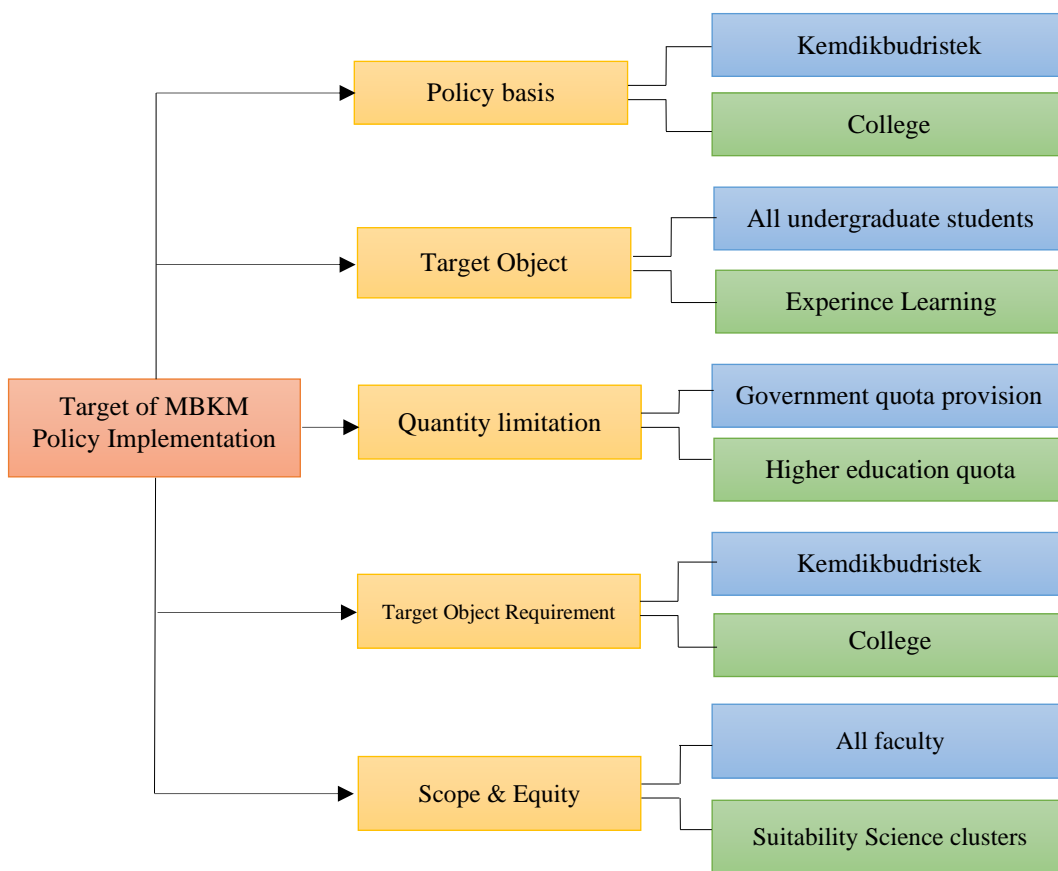 Target of MBKM
Policy Implementation
Policy basis
Kemdikbudristek
College
Target Object
All undergraduate students
Experince Learning
Quantity limitation
Government quota provision
Higher education quota
Target Object Requirement
Kemdikbudristek
College
Scope & Equity
All faculty
Suitability Science clusters